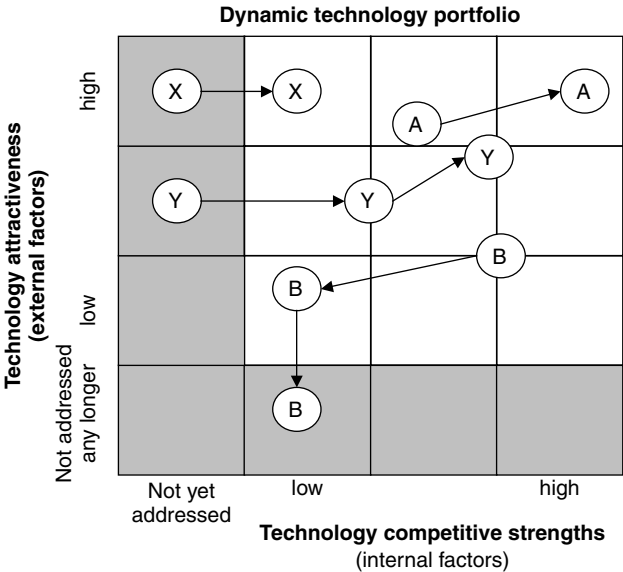 Dynamic technology portfolio
Technology attractiveness
(external factors)
high
low
Not addressed
any longer
X
X
A
A
Y
Y
Y
B
B
B
Not yet
addressed
low
high
Technology competitive strengths
(internal factors)